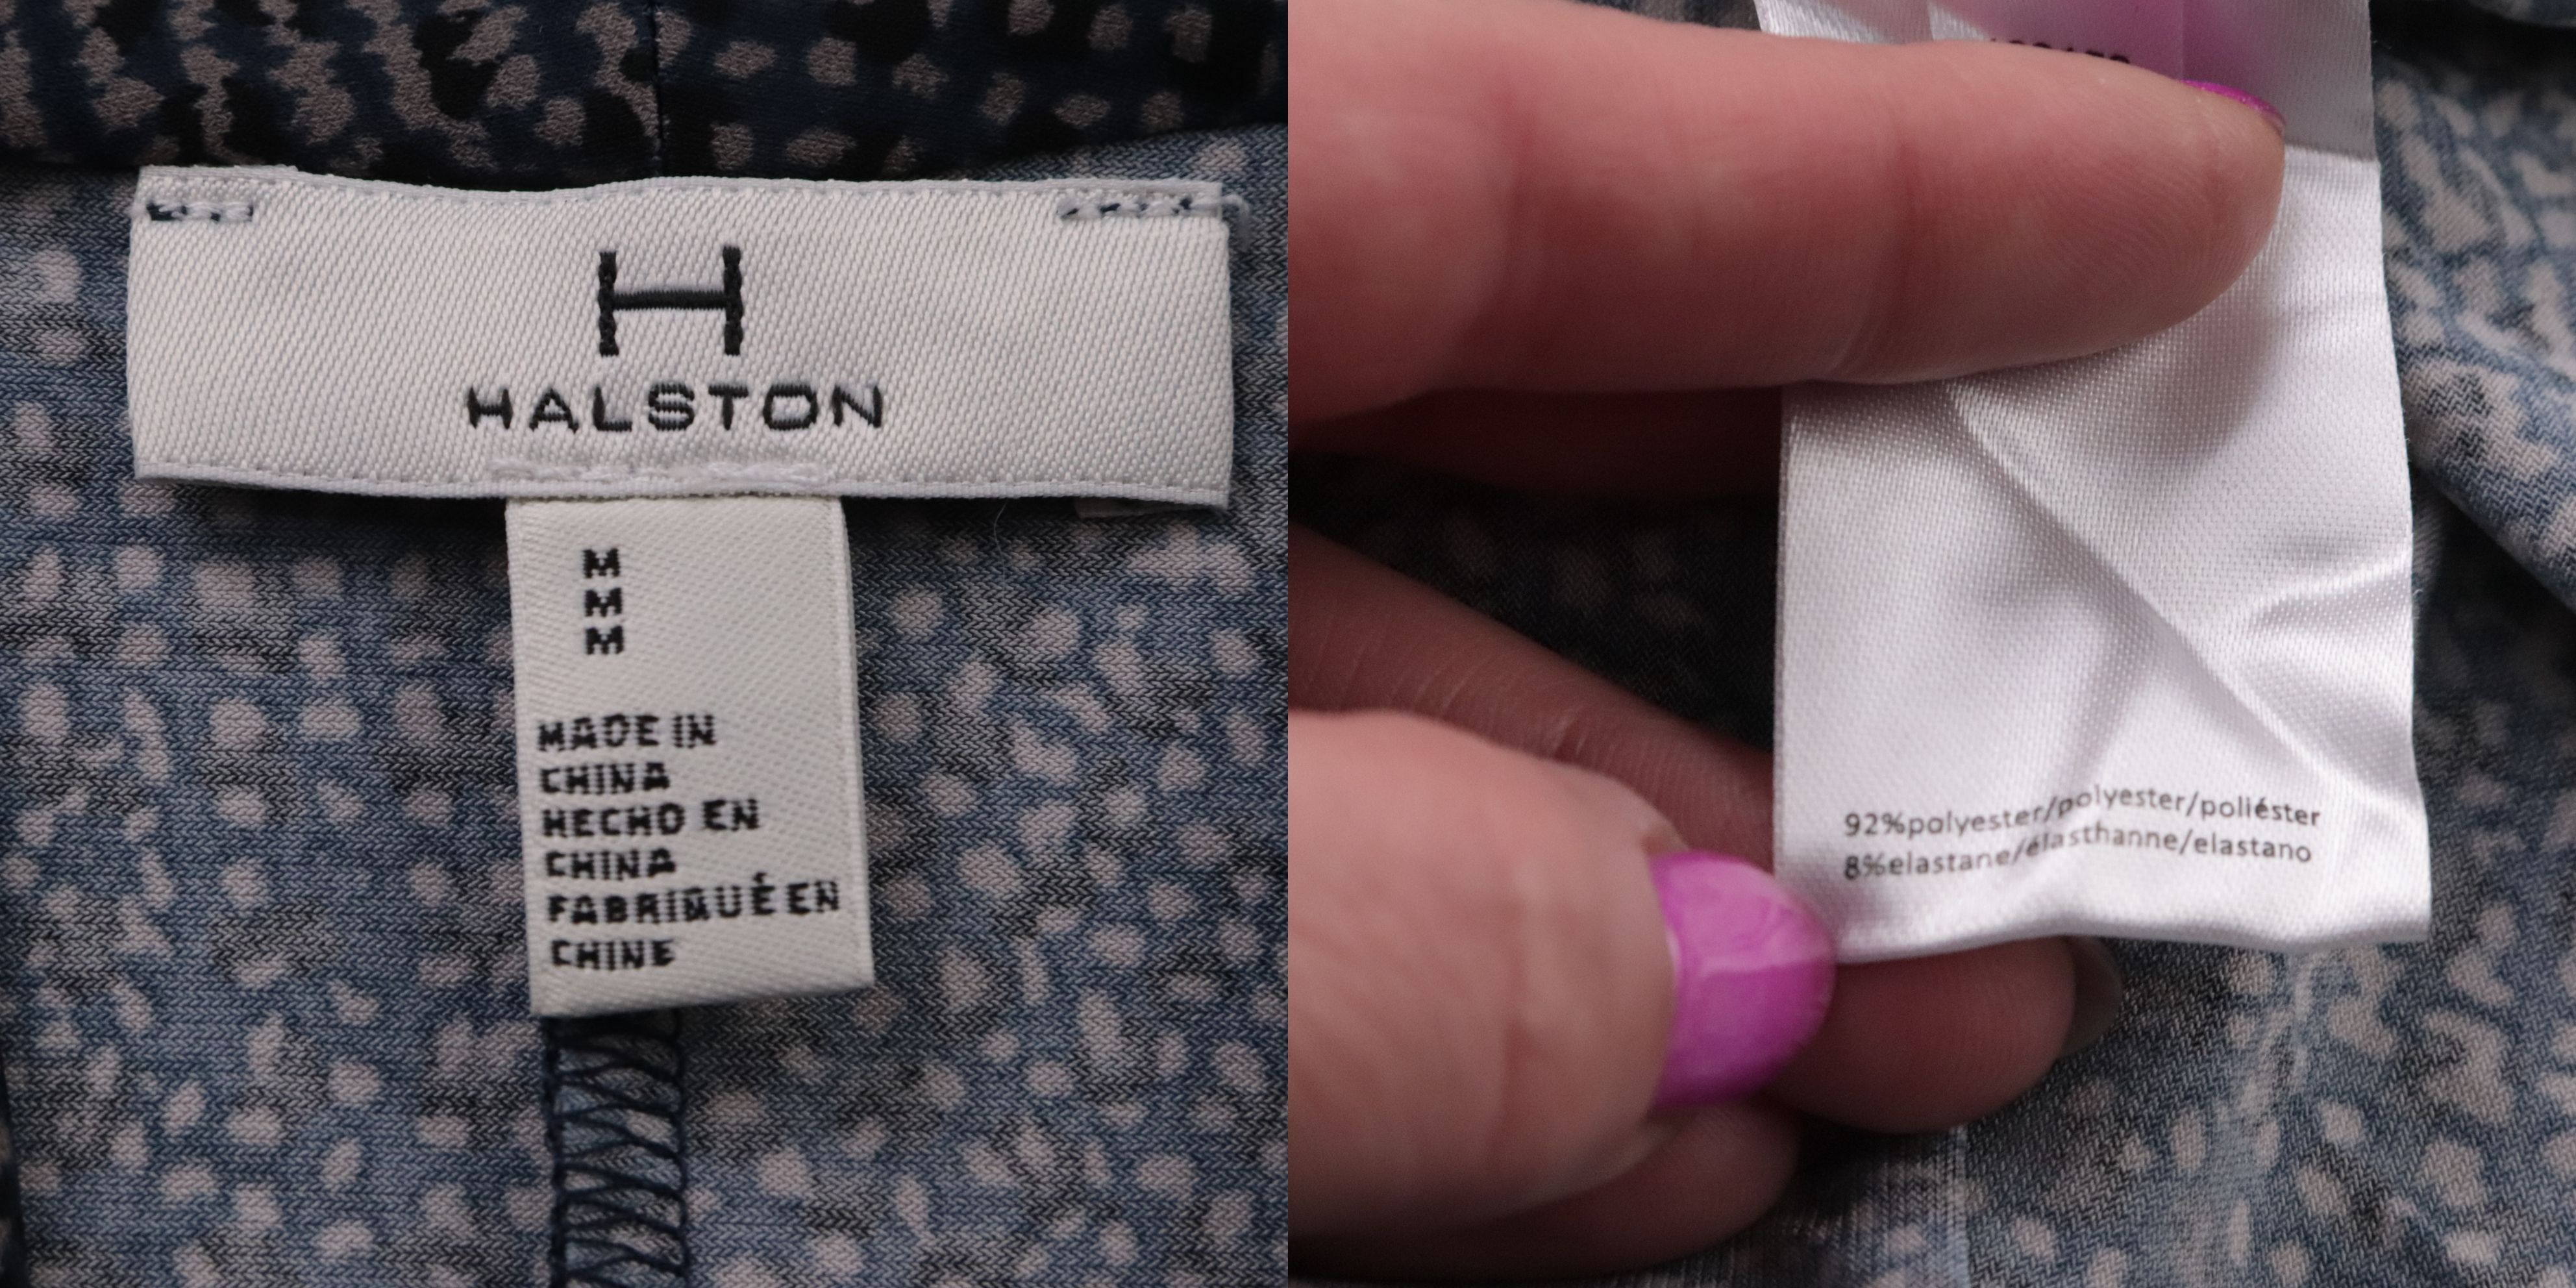 H
HALSTON
M
M
M
MADE IN
CHINA
HECHO EN
CHINA
FABRIQUÉ EN
CHINE
92%polyester/polyester/poliéster
8%elastane/élasthanne/elastano